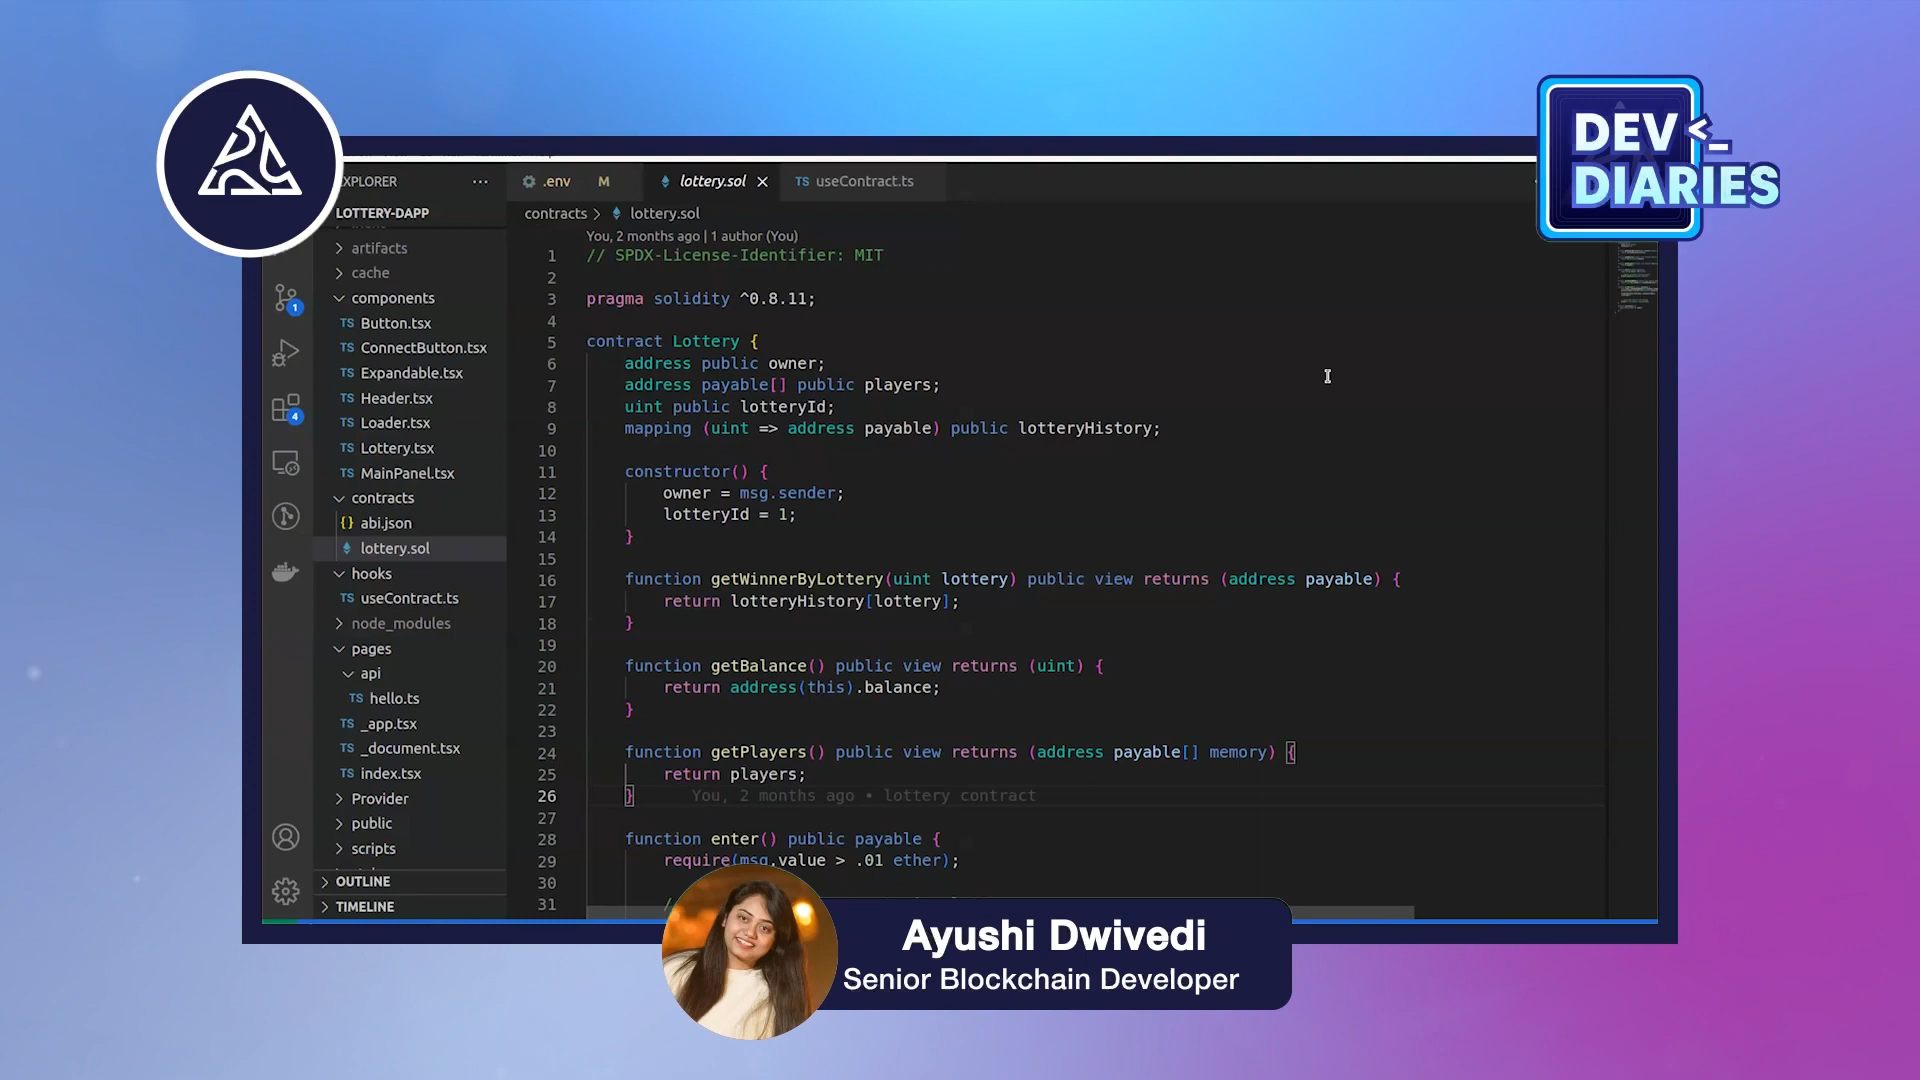 DEV <_
DIARIES
EXPLORER ...
.env M
lottery.sol
TS useContract.ts
LOTTERY-DAPP
contracts > lottery.sol
artifacts
cache
components
TS Button.tsx
TS ConnectButton.tsx
TS Expandable.tsx
TS Header.tsx
TS Loader.tsx
TS Lottery.tsx
TS MainPanel.tsx
contracts
{} abi.json
lottery.sol
hooks
TS useContract.ts
node_modules
pages
api
TS hello.ts
TS _app.tsx
TS _document.tsx
TS index.tsx
Provider
public
scripts
OUTLINE
TIMELINE
1
4
You, 2 months ago | 1 author (You)
1 // SPDX-License-Identifier: MIT
2
3 pragma solidity ^0.8.11;
4
5 contract Lottery {
6 address public owner;
7 address payable[] public players;
8 uint public lotteryId;
9 mapping (uint => address payable) public lotteryHistory;
10
11 constructor() {
12 owner = msg.sender;
13 lotteryId = 1;
14 }
15
16 function getWinnerByLottery(uint lottery) public view returns (address payable) {
17 return lotteryHistory[lottery];
18 }
19
20 function getBalance() public view returns (uint) {
21 return address(this).balance;
22 }
23
24 function getPlayers() public view returns (address payable[] memory) {
25 return players;
26 } You, 2 months ago • lottery contract
27
28 function enter() public payable {
29 require(msg.value > .01 ether);
30
31
Ayushi Dwivedi
Senior Blockchain Developer